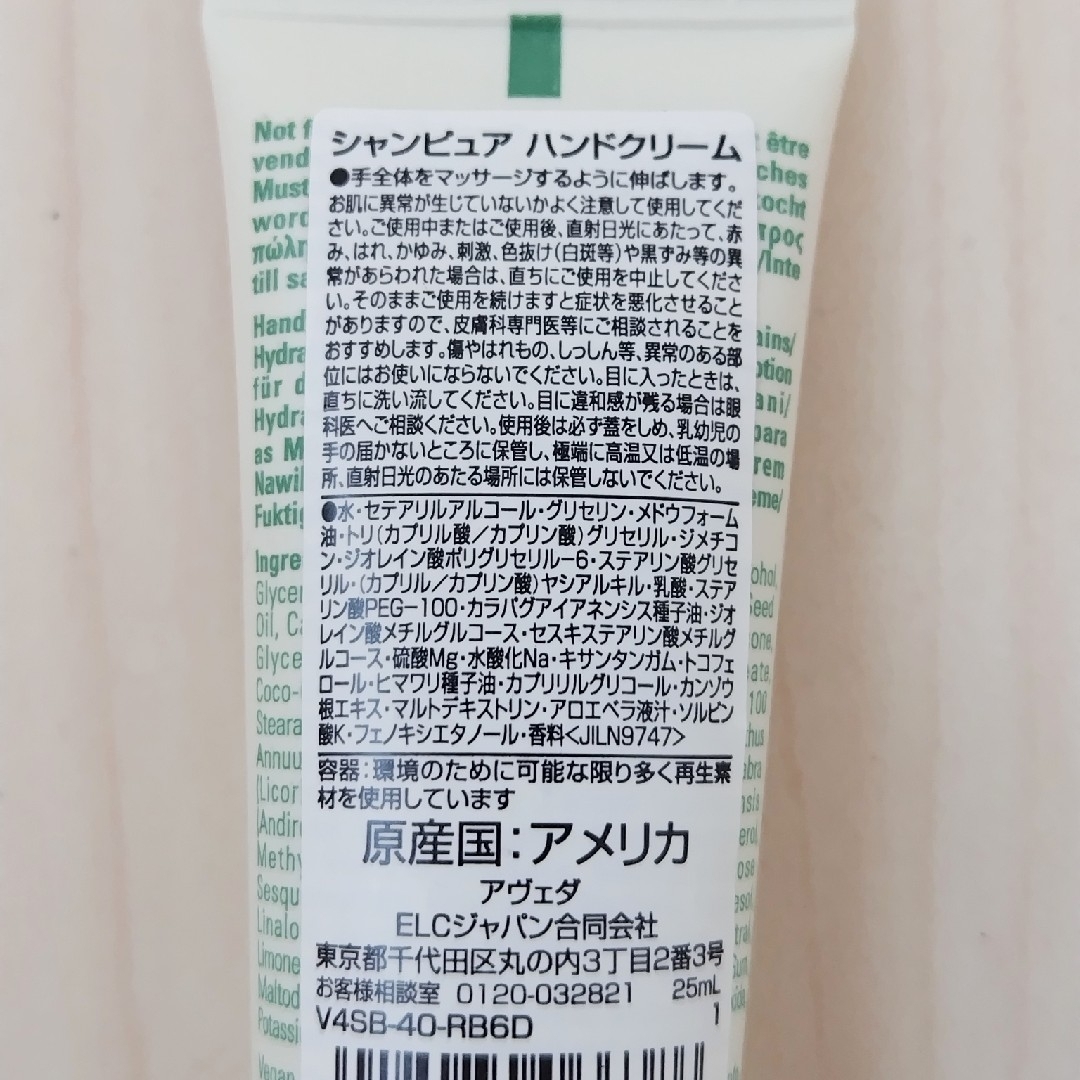 シャンピュア ハンドクリーム
●手全体をマッサージするように伸ばします。
お肌に異常が生じていないかよく注意して使用してくだ
さい。ご使用中またはご使用後、直射日光にあたって、赤
み、はれ、かゆみ、刺激、色抜け(白斑等)や黒ずみ等の異
常があらわれた場合は、直ちにご使用を中止してくださ
い。そのままご使用を続けますと症状を悪化させること
がありますので、皮膚科専門医等にご相談されることを
おすすめします。傷やはれもの、しっしん等、異常のある部
位にはお使いにならないでください。目に入ったときは、
直ちに洗い流してください。目に違和感が残る場合は眼
科医へご相談ください。使用後は必ず蓋をしめ、乳幼児の
手の届かないところに保管し、極端に高温又は低温の場
所、直射日光のあたる場所には保管しないでください。
●水・セテアリルアルコール・グリセリン・メドウフォーム
油・トリ(カプリル酸/カプリン酸)グリセリル・ジメチコ
ン・ジオレイン酸ポリグリセリル-6・ステアリン酸グリセ
リル・(カプリル/カプリン酸)ヤシアルキル・乳酸・ステア
リン酸PEG-100・カラパグアイアネンシス種子油・ジオ
レイン酸メチルグルコース・セスキステアリン酸メチルグ
ルコース・硫酸Mg・水酸化Na・キサンタンガム・トコフェ
ロール・ヒマワリ種子油・カプリリルグリコール・カンゾウ
根エキス・マルトデキストリン・アロエベラ液汁・ソルビン
酸K・フェノキシエタノール・香料<JILN9747>
容器:環境のために可能な限り多く再生素
材を使用しています
原産国:アメリカ
アヴェダ
ELCジャパン合同会社
東京都千代田区丸の内3丁目2番3号
お客様相談室 0120-032821 25mL
V4SB-40-RB6D 1
Not
être
vend
Must
word
till
Hand
für
as
Oil,
Vegan